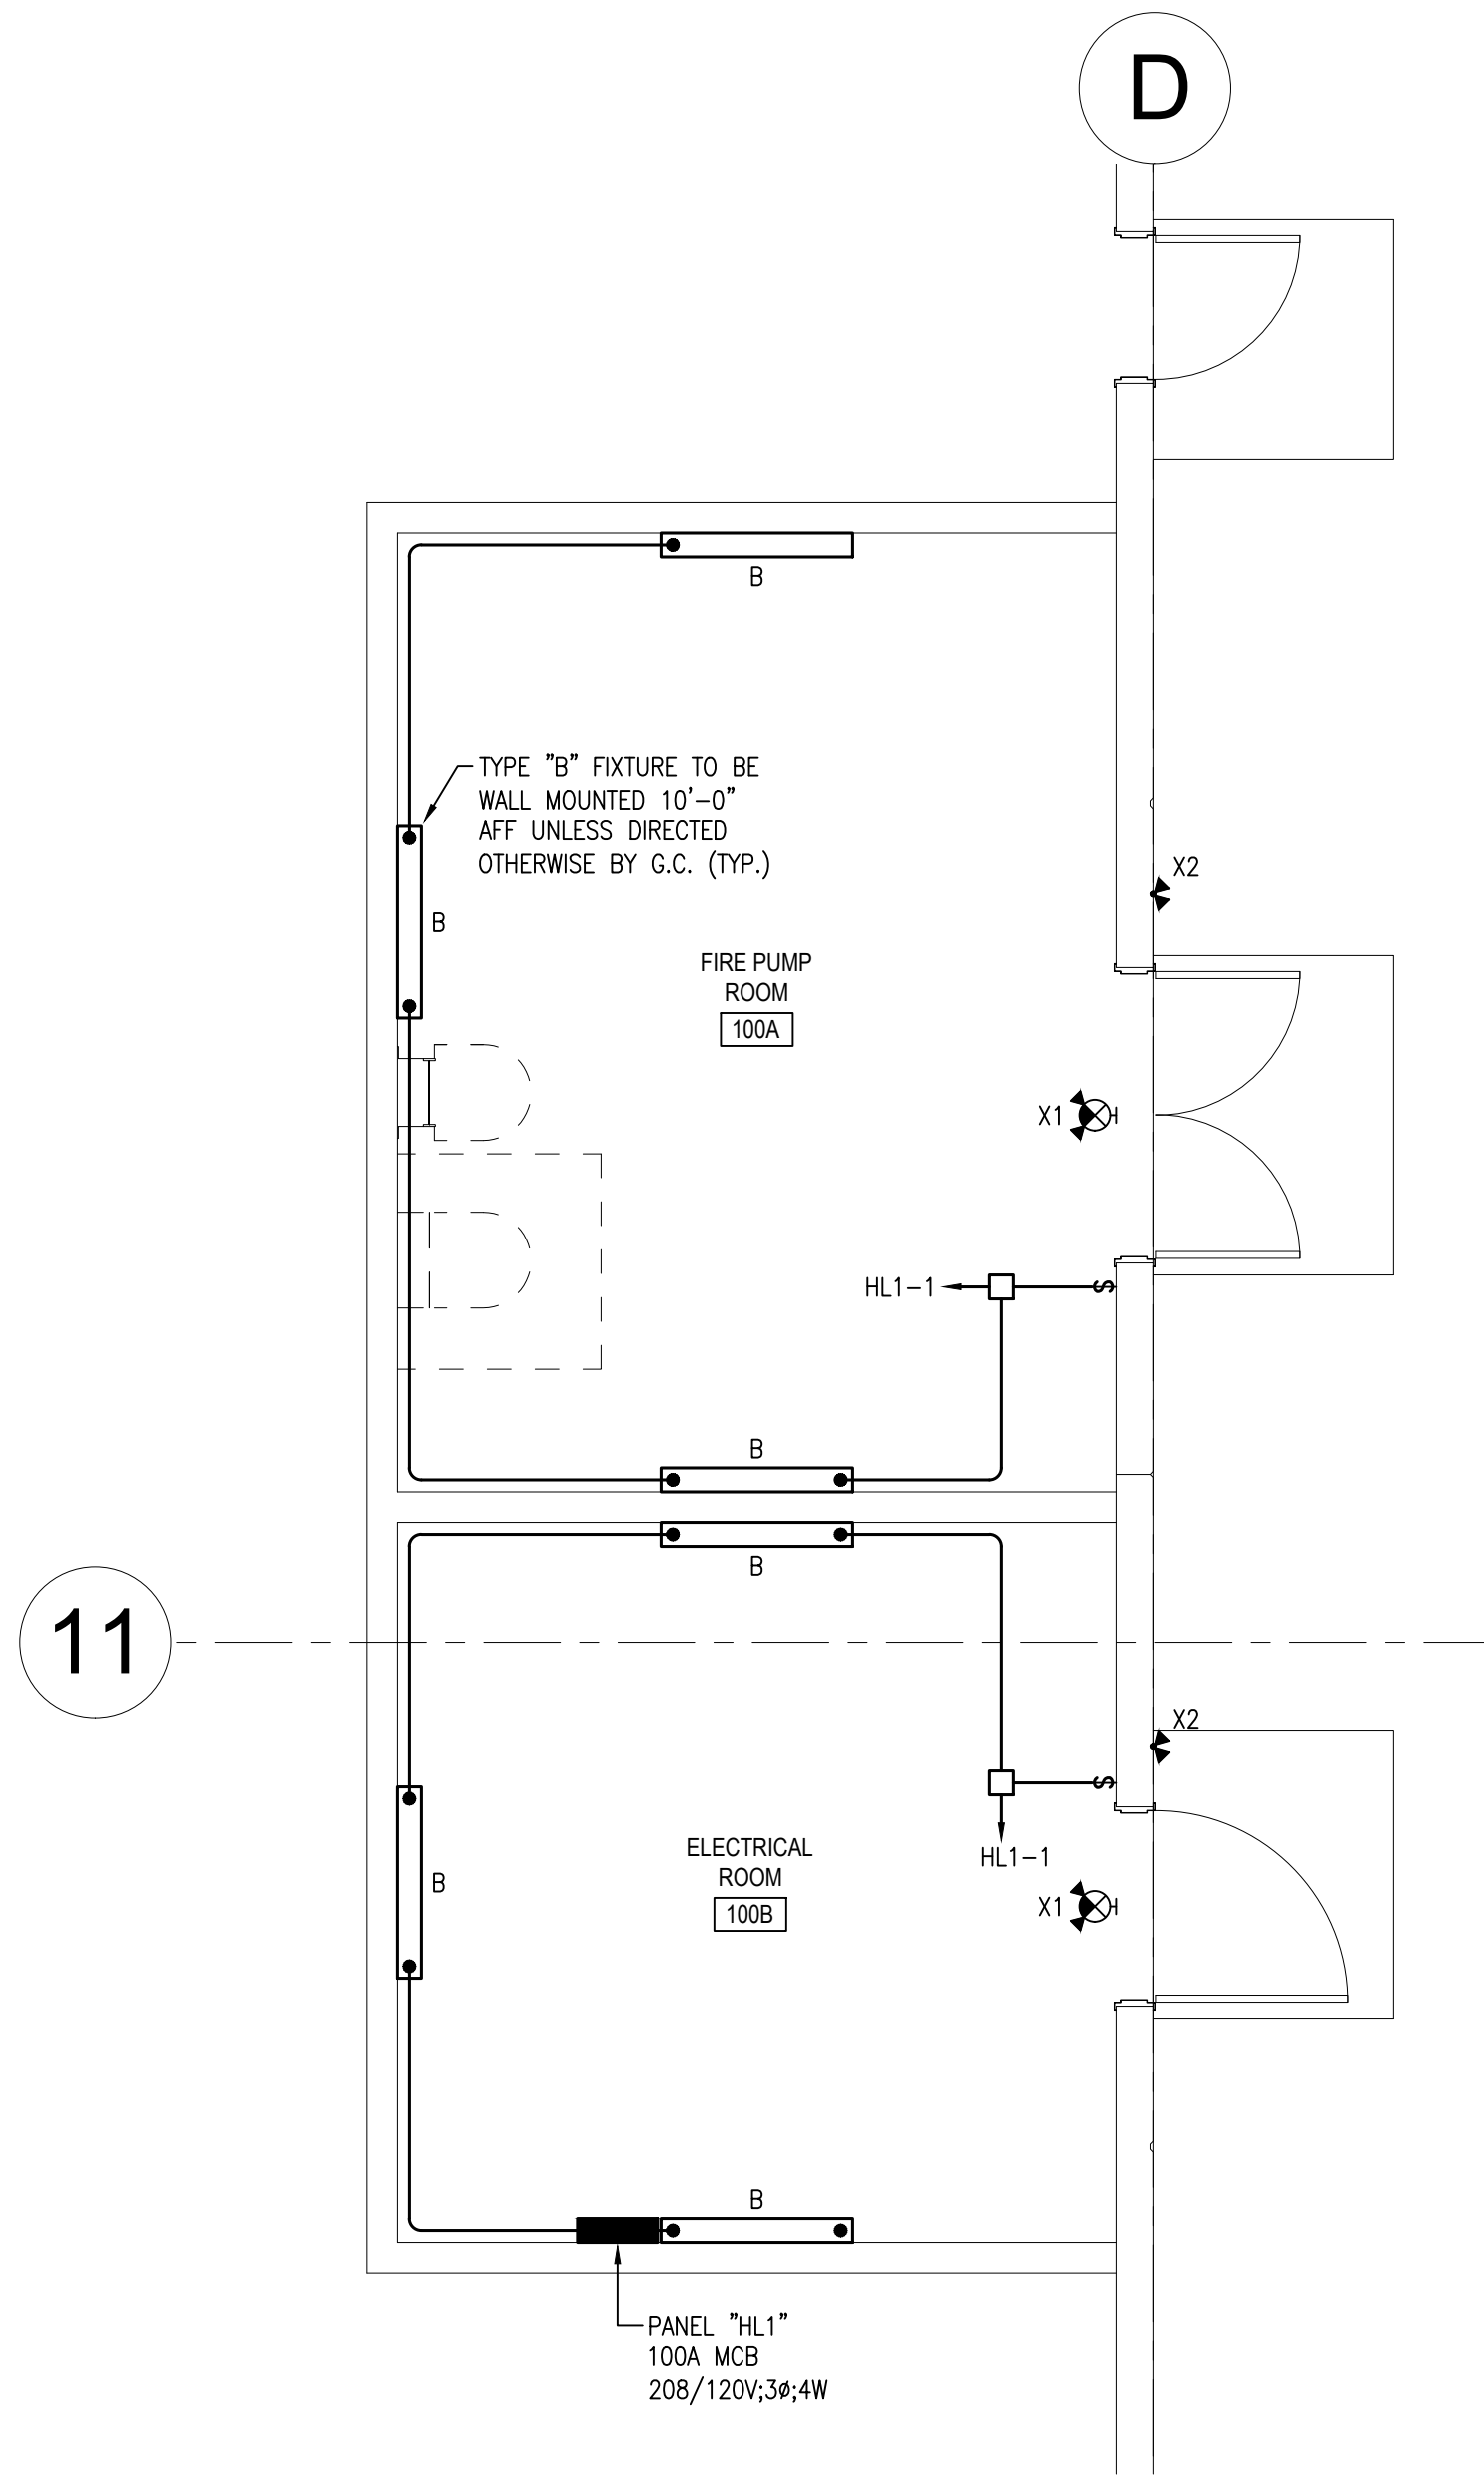 D
B
TYPE "B" FIXTURE TO BE
WALL MOUNTED 10'-0"
AFF UNLESS DIRECTED
OTHERWISE BY G.C. (TYP.)
X2
B
FIRE PUMP
ROOM
100A
X1
HL1-1
S
B
B
11
X2
S
ELECTRICAL
ROOM
100B
HL1-1
B
X1
B
PANEL "HL1"
100A MCB
208/120V;3ø;4W